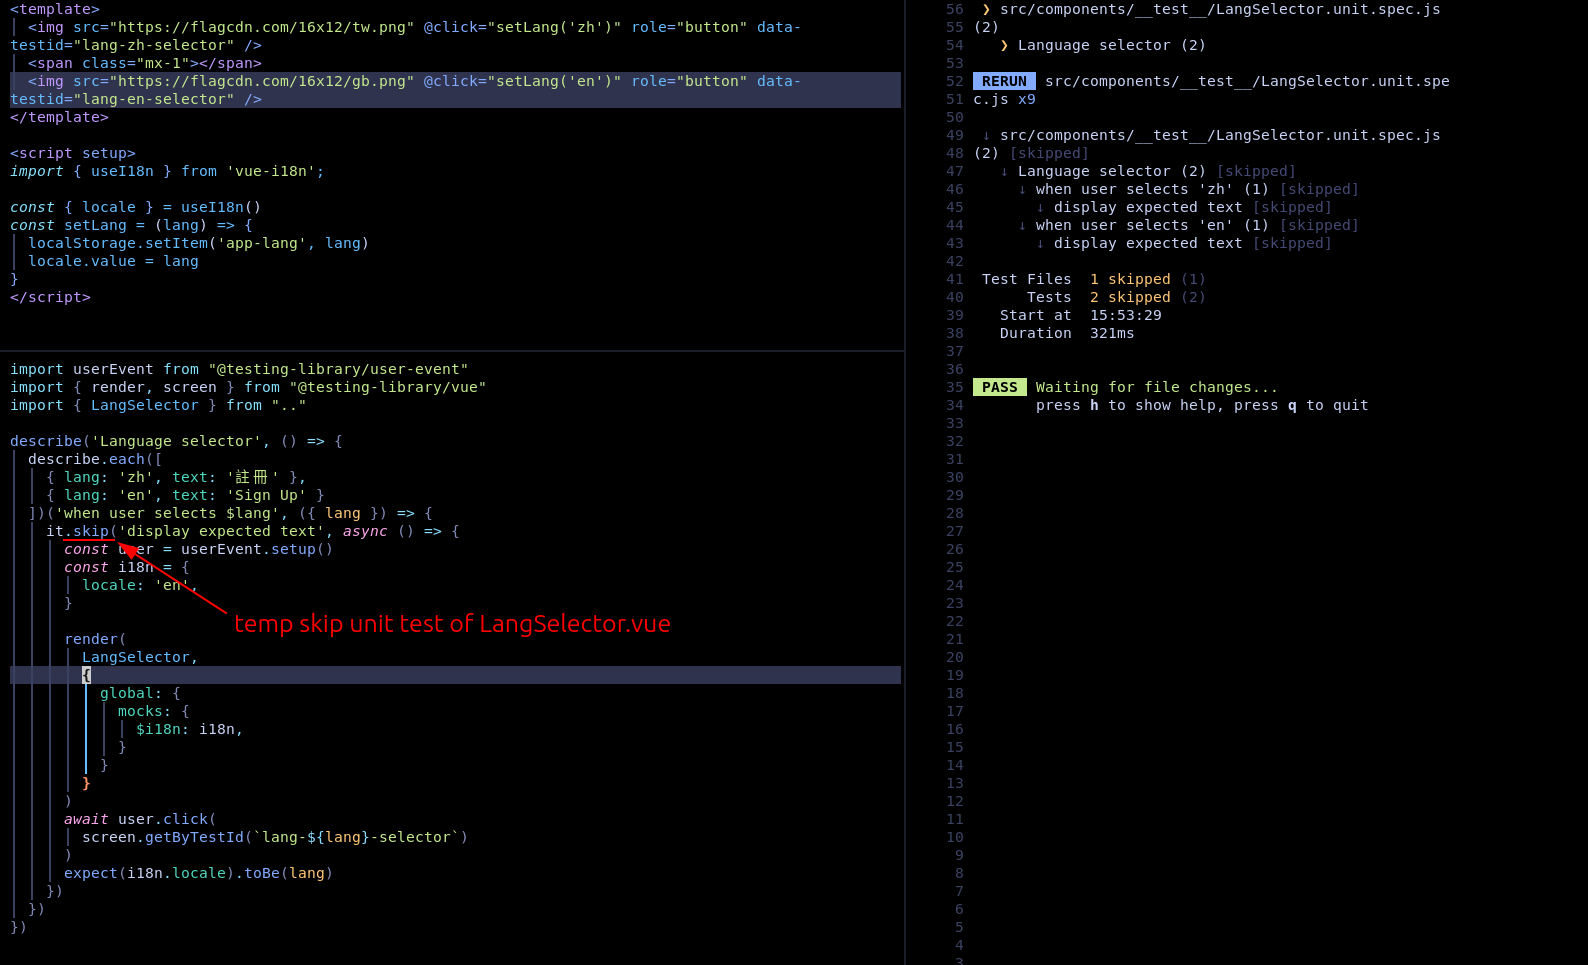 <template>
  <img src="https://flagcdn.com/16x12/tw.png" @click="setLang('zh')" role="button" data-
testid="lang-zh-selector" />
  <span class="mx-1"></span>
  <img src="https://flagcdn.com/16x12/gb.png" @click="setLang('en')" role="button" data-
testid="lang-en-selector" />
</template>

<script setup>
import { useI18n } from 'vue-i18n';

const { locale } = useI18n()
const setLang = (lang) => {
  localStorage.setItem('app-lang', lang)
  locale.value = lang
}
</script>

import userEvent from "@testing-library/user-event"
import { render, screen } from "@testing-library/vue"
import { LangSelector } from ".."

describe('Language selector', () => {
  describe.each([
    { lang: 'zh', text: '註冊' },
    { lang: 'en', text: 'Sign Up' }
  ])('when user selects $lang', ({ lang }) => {
    it.skip('display expected text', async () => {
      const user = userEvent.setup()
      const i18n = {
        locale: 'en',
      }
temp skip unit test of LangSelector.vue
      render(
        LangSelector,
        {
          global: {
            mocks: {
              $i18n: i18n,
            }
          }
        }
      )
      await user.click(
        screen.getByTestId(`lang-${lang}-selector`)
      )
      expect(i18n.locale).toBe(lang)
    })
  })
})

56  ❯ src/components/__test__/LangSelector.unit.spec.js
55 (2)
54    ❯ Language selector (2)
53
52 RERUN src/components/__test__/LangSelector.unit.spe
51 c.js x9
50
49  ↓ src/components/__test__/LangSelector.unit.spec.js
48 (2) [skipped]
47    ↓ Language selector (2) [skipped]
46      ↓ when user selects 'zh' (1) [skipped]
45        ↓ display expected text [skipped]
44      ↓ when user selects 'en' (1) [skipped]
43        ↓ display expected text [skipped]
42
41  Test Files  1 skipped (1)
40       Tests  2 skipped (2)
39    Start at  15:53:29
38    Duration  321ms
37
36
35 PASS Waiting for file changes...
34        press h to show help, press q to quit
33
32
31
30
29
28
27
26
25
24
23
22
21
20
19
18
17
16
15
14
13
12
11
10
9
8
7
6
5
4
3